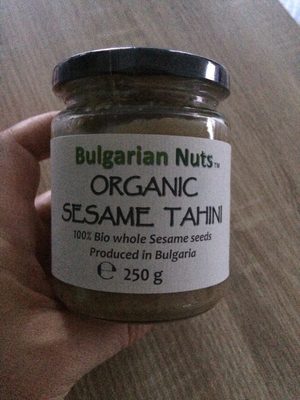 Bulgarian Nuts™
ORGANIC
SESAME TAHINI
100% Bio whole Sesame seeds
Produced in Bulgaria
℮ 250 g